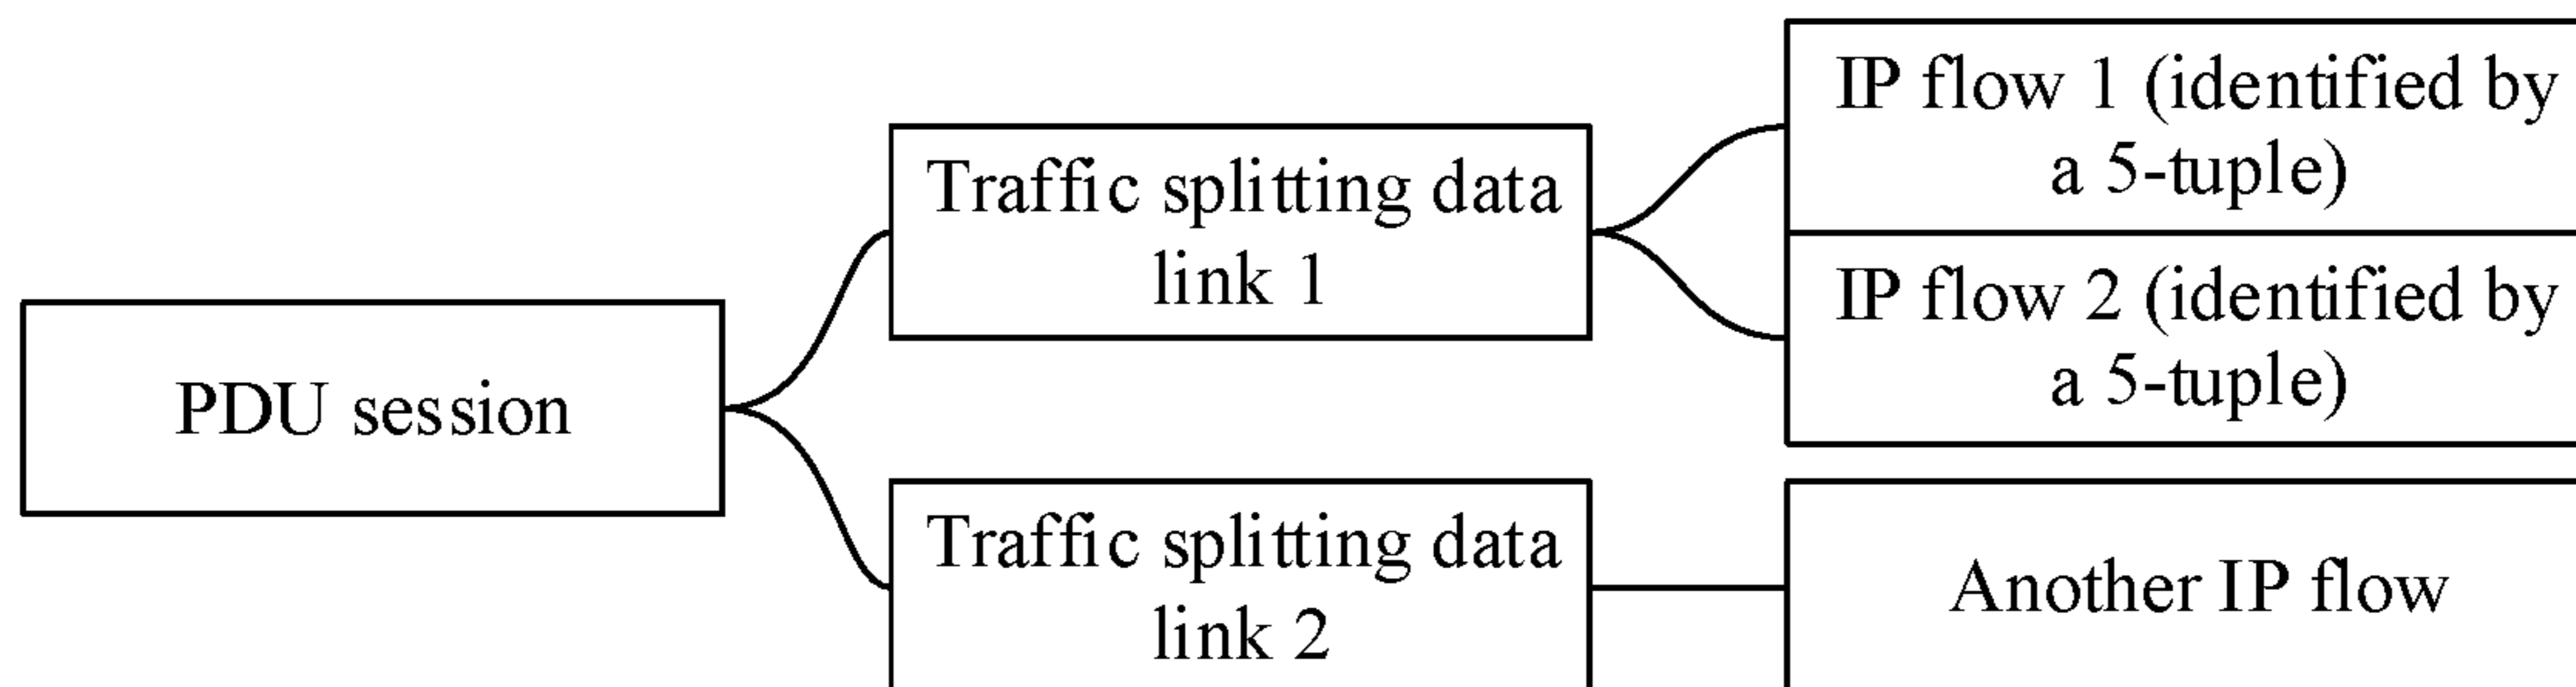 PDU session
Traffic splitting data
link 1
Traffic splitting data
link 2
IP flow 1 (identified by
a 5-tuple)
IP flow 2 (identified by
a 5-tuple)
Another IP flow